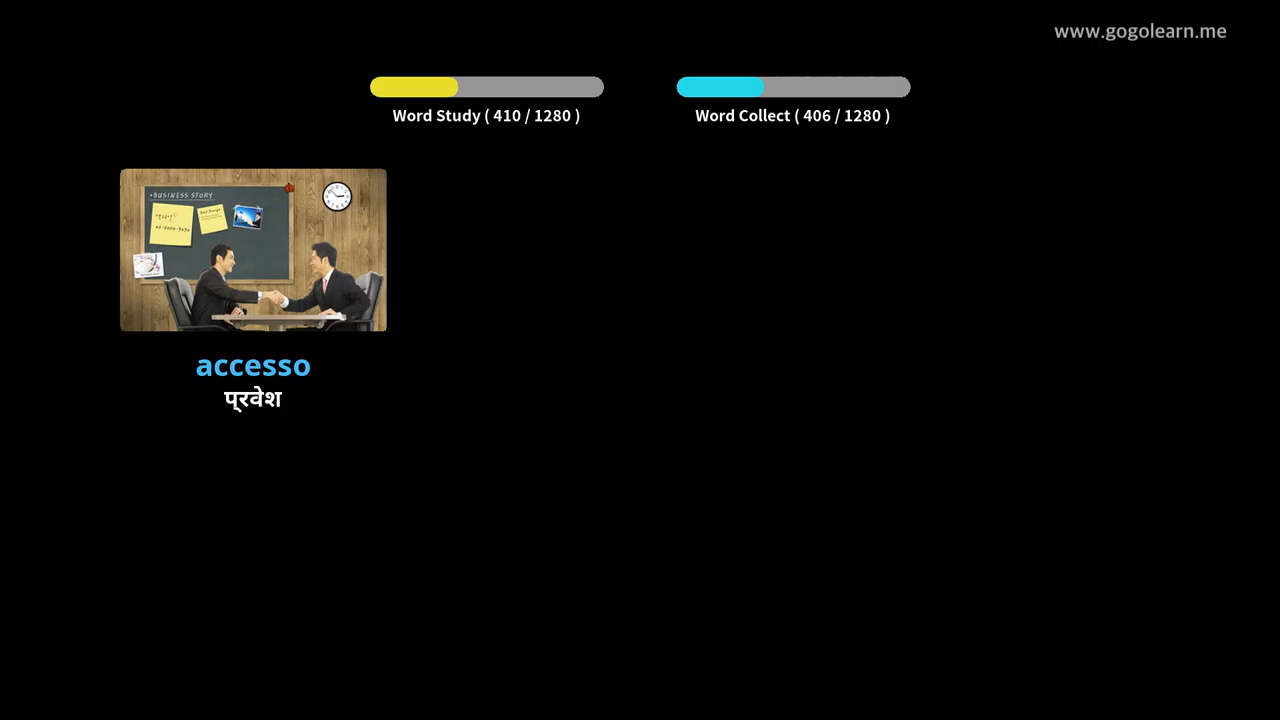 www.gogolearn.me
Word Study ( 410 / 1280 )
Word Collect ( 406 / 1280 )
BUSINESS STORY
accesso
प्रवेश